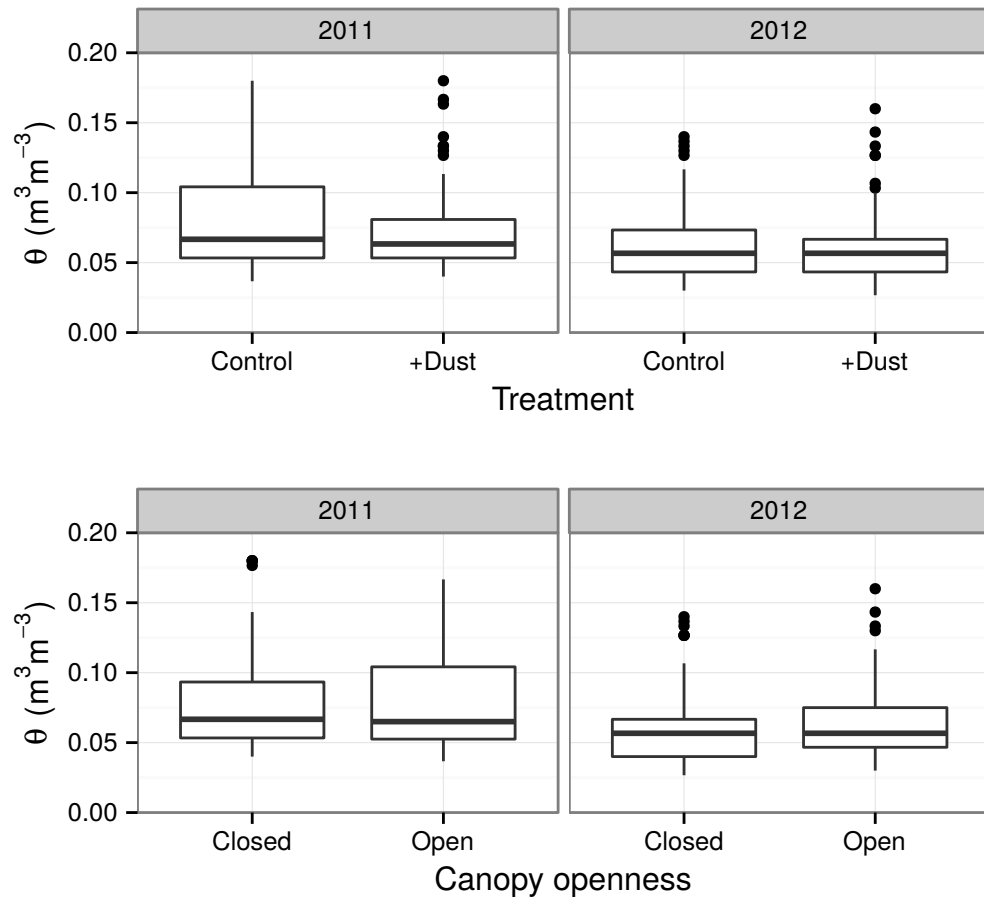 2011 2012
0.20
0.15
0.10
0.05
0.00
θ (m³m⁻³)
Control +Dust Control +Dust
Treatment
2011 2012
0.20
0.15
0.10
0.05
0.00
θ (m³m⁻³)
Closed Open Closed Open
Canopy openness